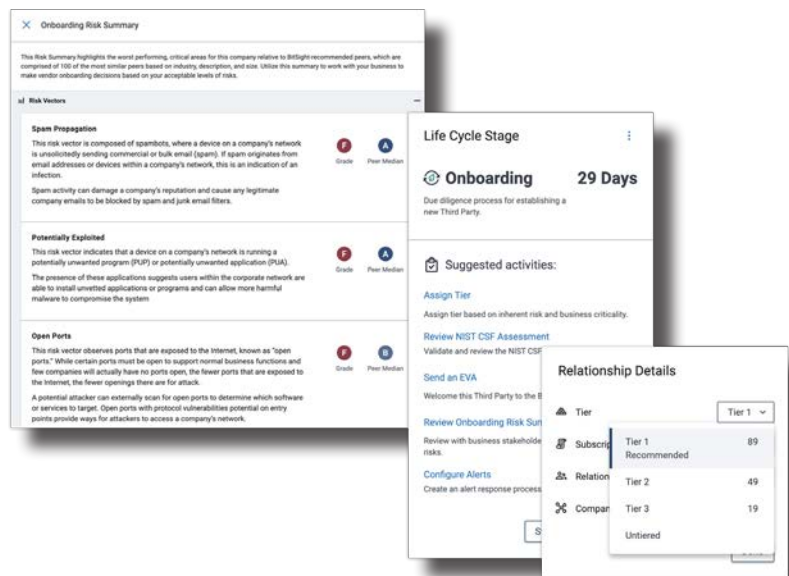 Onboarding Risk Summary
This Risk Summary highlights the worst performing, critical areas for this company relative to BitSight-recommended peers, which are
comprised of 100 of the most similar peers based on industry, description, and size. Utilize this summary to work with your business to
make vendor onboarding decisions based on your acceptable levels of risks.
Risk Vectors
Spam Propagation
This risk vector is composed of spambots, where a device on a company's network
is unsolicitedly sending commercial or bulk email (spam). If spam originates from
email addresses or devices within a company's network, this is an indication of an
infection.
Spam activity can damage a company's reputation and cause any legitimate
company emails to be blocked by spam and junk email filters.
F A
Grade Peer Median
Potentially Exploited
This risk vector indicates that a device on a company's network is running a
potentially unwanted program (PUP) or potentially unwanted application (PUA).
The presence of these applications suggests users within the corporate network are
able to install unvetted applications or programs and can allow more harmful
malware to compromise the system
F A
Grade Peer Median
Open Ports
This risk vector observes ports that are exposed to the Internet, known as "open
ports." While certain ports must be open to support normal business functions and
few companies will actually have no ports open, the fewer ports that are exposed to
the Internet, the fewer openings there are for attack.
A potential attacker can externally scan for open ports to determine which software
or services to target. Open ports with protocol vulnerabilities potential on entry
points provide ways for attackers to access a company's network.
F B
Grade Peer Median
Life Cycle Stage
Onboarding 29 Days
Due diligence process for establishing a
new Third Party.
Suggested activities:
Assign Tier
Assign tier based on inherent risk and business criticality.
Review NIST CSF Assessment
Validate and review the NIST CSF
Send an EVA
Welcome this Third Party to the B
Review Onboarding Risk Sum
Review with business stakeholde
risks.
Configure Alerts
Create an alert response process
S
Relationship Details
Tier Tier 1
Subscrip
Relation
Compan
Tier 1 89
Recommended
Tier 2 49
Tier 3 19
Untiered